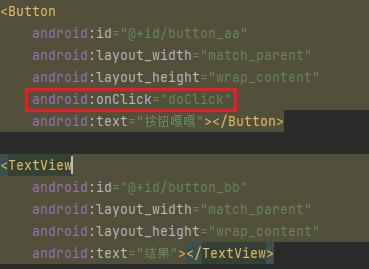 <Button
android:id="@+id/button_aa"
android:layout_width="match_parent"
android:layout_height="wrap_content"
android:onClick="doClick"
android:text="按钮嘎嘎"></Button>
<TextView
android:id="@+id/button_bb"
android:layout_width="match_parent"
android:layout_height="wrap_content"
android:text="结果"></TextView>